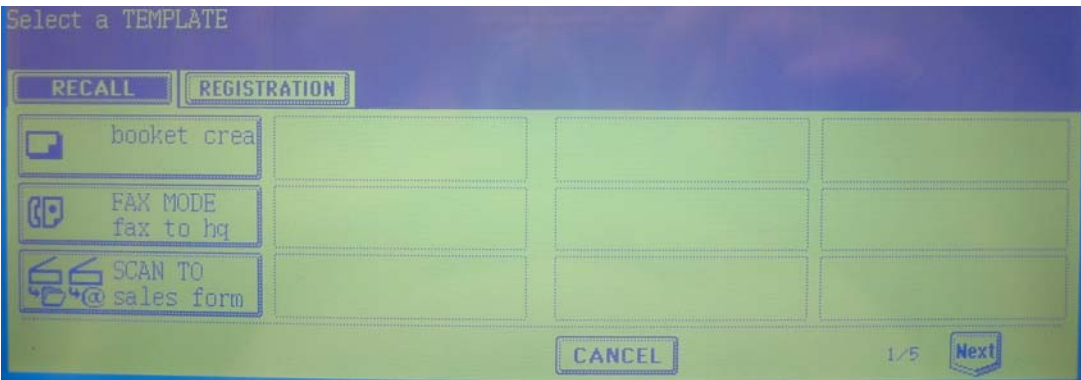 Select a TEMPLATE
RECALL REGISTRATION
booket crea
FAX MODE
fax to hq
SCAN TO
@ sales form
CANCEL 1/5 Next